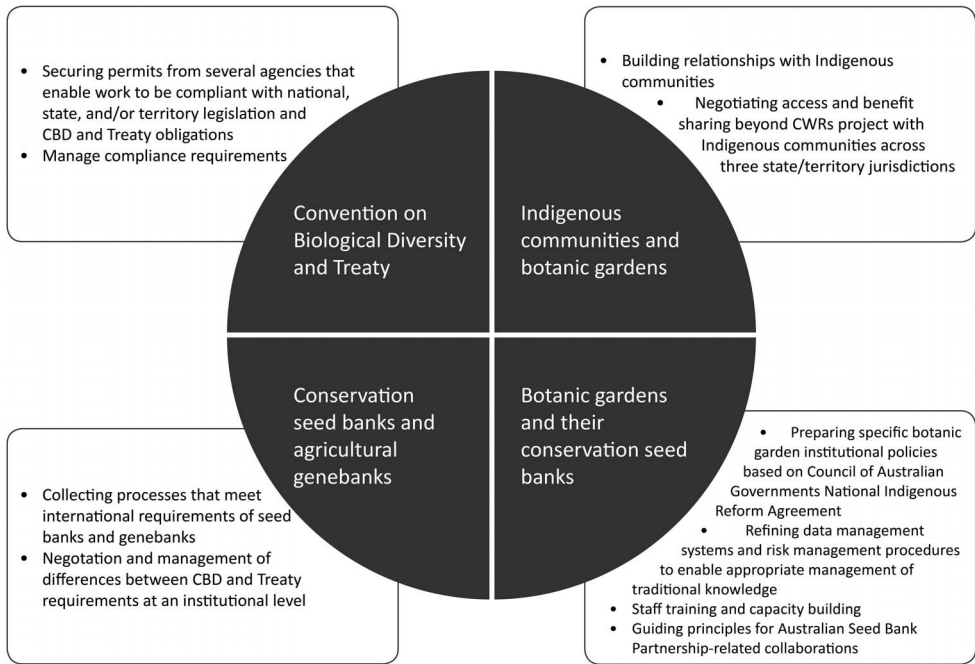 • Securing permits from several agencies that
enable work to be compliant with national,
state, and/or territory legislation and
CBD and Treaty obligations
• Manage compliance requirements
• Building relationships with Indigenous
communities
• Negotiating access and benefit
sharing beyond CWRs project with
Indigenous communities across
three state/territory jurisdictions
Convention on
Biological Diversity
and Treaty
Indigenous
communities and
botanic gardens
Conservation
seed banks and
agricultural
genebanks
Botanic gardens
and their
conservation seed
banks
• Collecting processes that meet
international requirements of seed
banks and genebanks
• Negotation and management of
differences between CBD and Treaty
requirements at an institutional level
• Preparing specific botanic
garden institutional policies
based on Council of Australian
Governments National Indigenous
Reform Agreement
• Refining data management
systems and risk management procedures
to enable appropriate management of
traditional knowledge
• Staff training and capacity building
• Guiding principles for Australian Seed Bank
Partnership-related collaborations